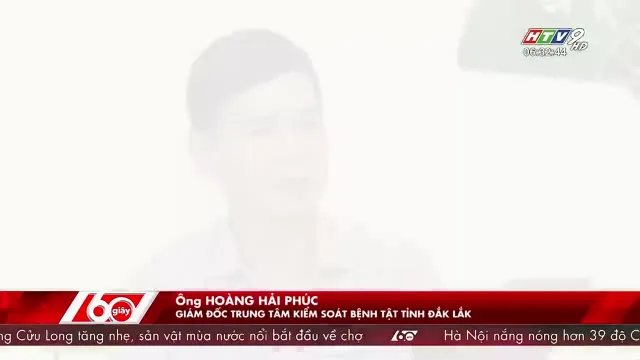 HTV9 HD
06:32:44
Ông HOÀNG HẢI PHÚC
GIÁM ĐỐC TRUNG TÂM KIỂM SOÁT BỆNH TẬT TỈNH ĐẮK LẮK
60 giây
ng Cửu Long tăng nhẹ, sản vật mùa nước nổi bắt đầu về chợ 60 Hà Nội nắng nóng hơn 39 độ C